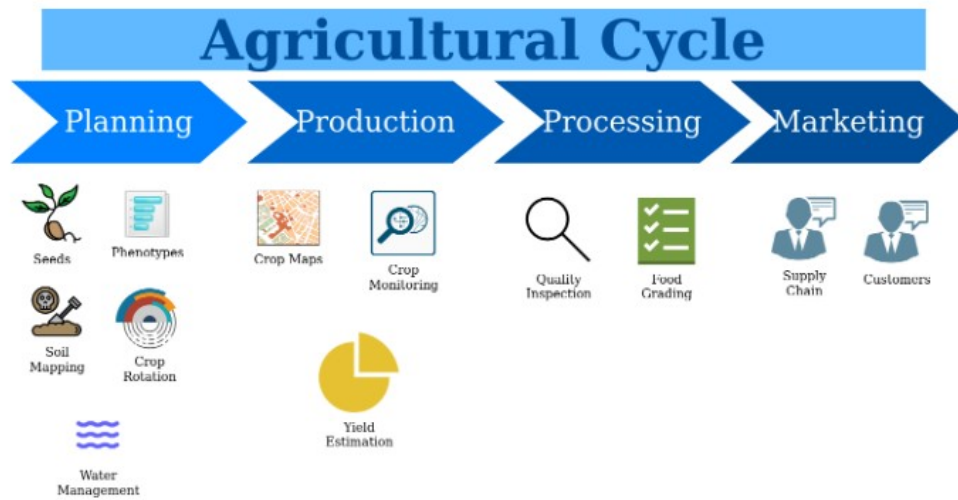 Agricultural Cycle
Planning
Production
Processing
Marketing
Seeds
Phenotypes
Soil
Mapping
Crop
Rotation
Water
Management
Crop Maps
Crop
Monitoring
Yield
Estimation
Quality
Inspection
Food
Grading
Supply
Chain
Customers